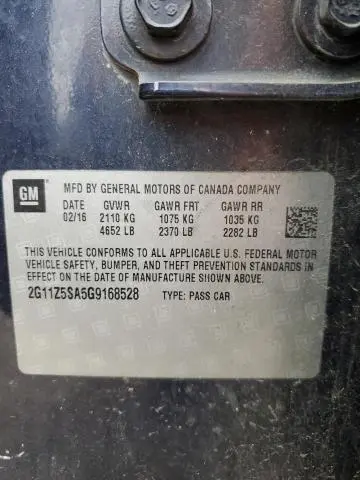 GM
MFD BY GENERAL MOTORS OF CANADA COMPANY
DATE GVWR GAWR FRT GAWR RR
02/16 2110 KG 1075 KG 1035 KG
4652 LB 2370 LB 2282 LB
THIS VEHICLE CONFORMS TO ALL APPLICABLE U.S. FEDERAL MOTOR
VEHICLE SAFETY, BUMPER, AND THEFT PREVENTION STANDARDS IN
EFFECT ON THE DATE OF MANUFACTURE SHOWN ABOVE.
2G11Z5SA5G9168528 TYPE: PASS CAR